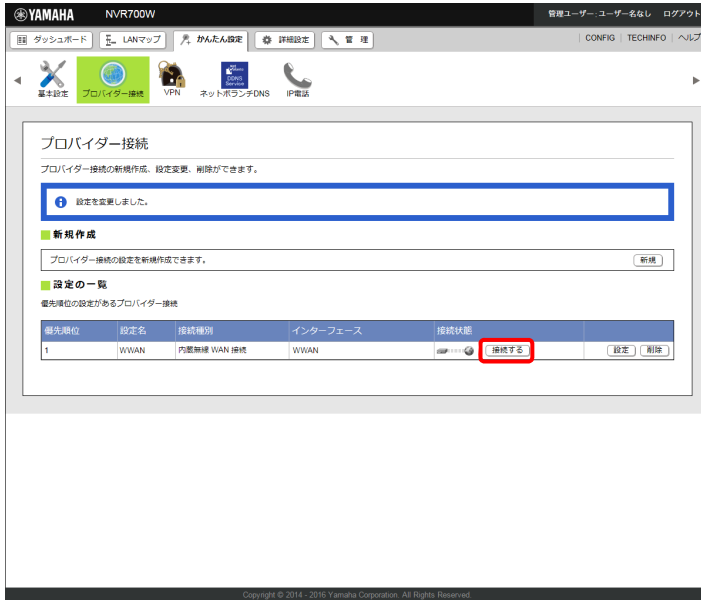 YAMAHA NVR700W 管理ユーザー: ユーザー名なし ログアウト
ダッシュボード LANマップ かんたん設定 詳細設定 管 理 CONFIG TECHINFO ヘルプ
基本設定 プロバイダー接続 VPN ネットボランチDNS IP電話
プロバイダー接続
プロバイダー接続の新規作成、設定変更、削除ができます。
設定を変更しました。
新規作成
プロバイダー接続の設定を新規作成できます。 新規
設定の一覧
優先順位の設定があるプロバイダー接続
優先順位 設定名 接続種別 インターフェース 接続状態
1 WWAN 内蔵無線 WAN 接続 WWAN 接続する 設定 削除
Copyright © 2014 - 2016 Yamaha Corporation. All Rights Reserved.